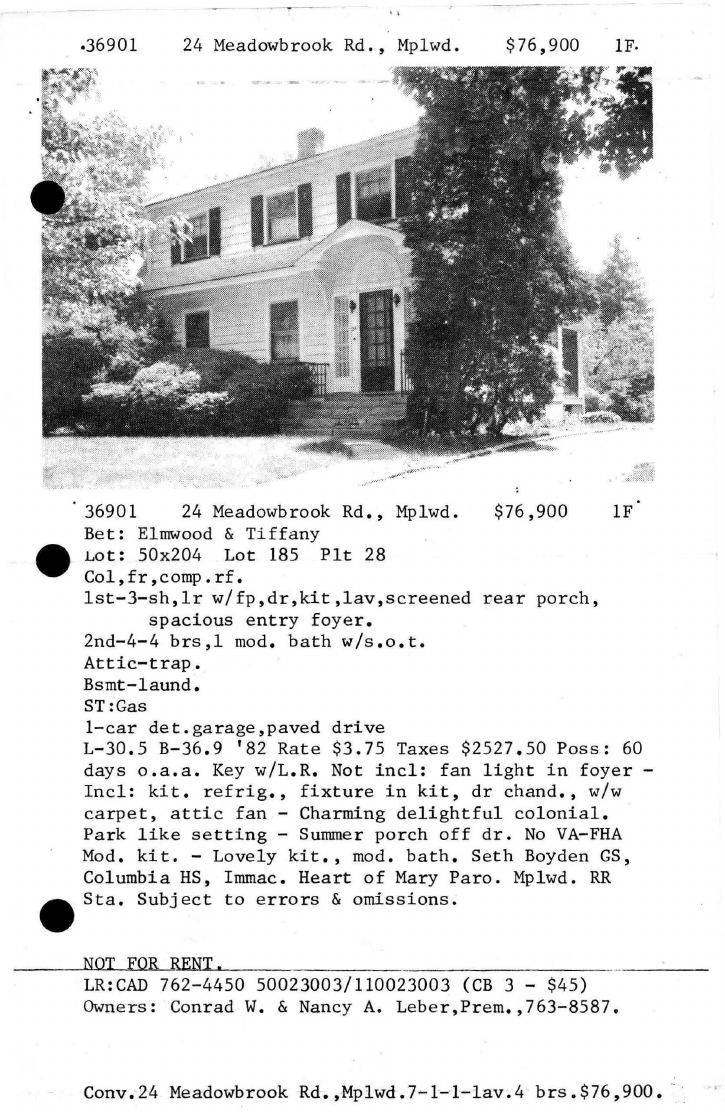 36901 24 Meadowbrook Rd., Mplwd. $76,900 1F.
36901 24 Meadowbrook Rd., Mplwd. $76,900 1F
Bet: Elmwood & Tiffany
Lot: 50x204 Lot 185 Plt 28
Col,fr,comp.rf.
1st-3-sh,lr w/fp,dr,kit,lav,screened rear porch,
spacious entry foyer.
2nd-4-4 brs,1 mod. bath w/s.o.t.
Attic-trap.
Bsmt-laund.
ST:Gas
1-car det.garage,paved drive
L-30.5 B-36.9 '82 Rate $3.75 Taxes $2527.50 Poss: 60
days o.a.a. Key w/L.R. Not incl: fan light in foyer -
Incl: kit. refrig., fixture in kit, dr chand., w/w
carpet, attic fan - Charming delightful colonial.
Park like setting - Summer porch off dr. No VA-FHA
Mod. kit. - Lovely kit., mod. bath. Seth Boyden GS,
Columbia HS, Immac. Heart of Mary Paro. Mplwd. RR
Sta. Subject to errors & omissions.
NOT FOR RENT.
LR:CAD 762-4450 50023003/110023003 (CB 3 - $45)
Owners: Conrad W. & Nancy A. Leber,Prem.,763-8587.
Conv.24 Meadowbrook Rd.,Mplwd.7-1-1-lav.4 brs.$76,900.